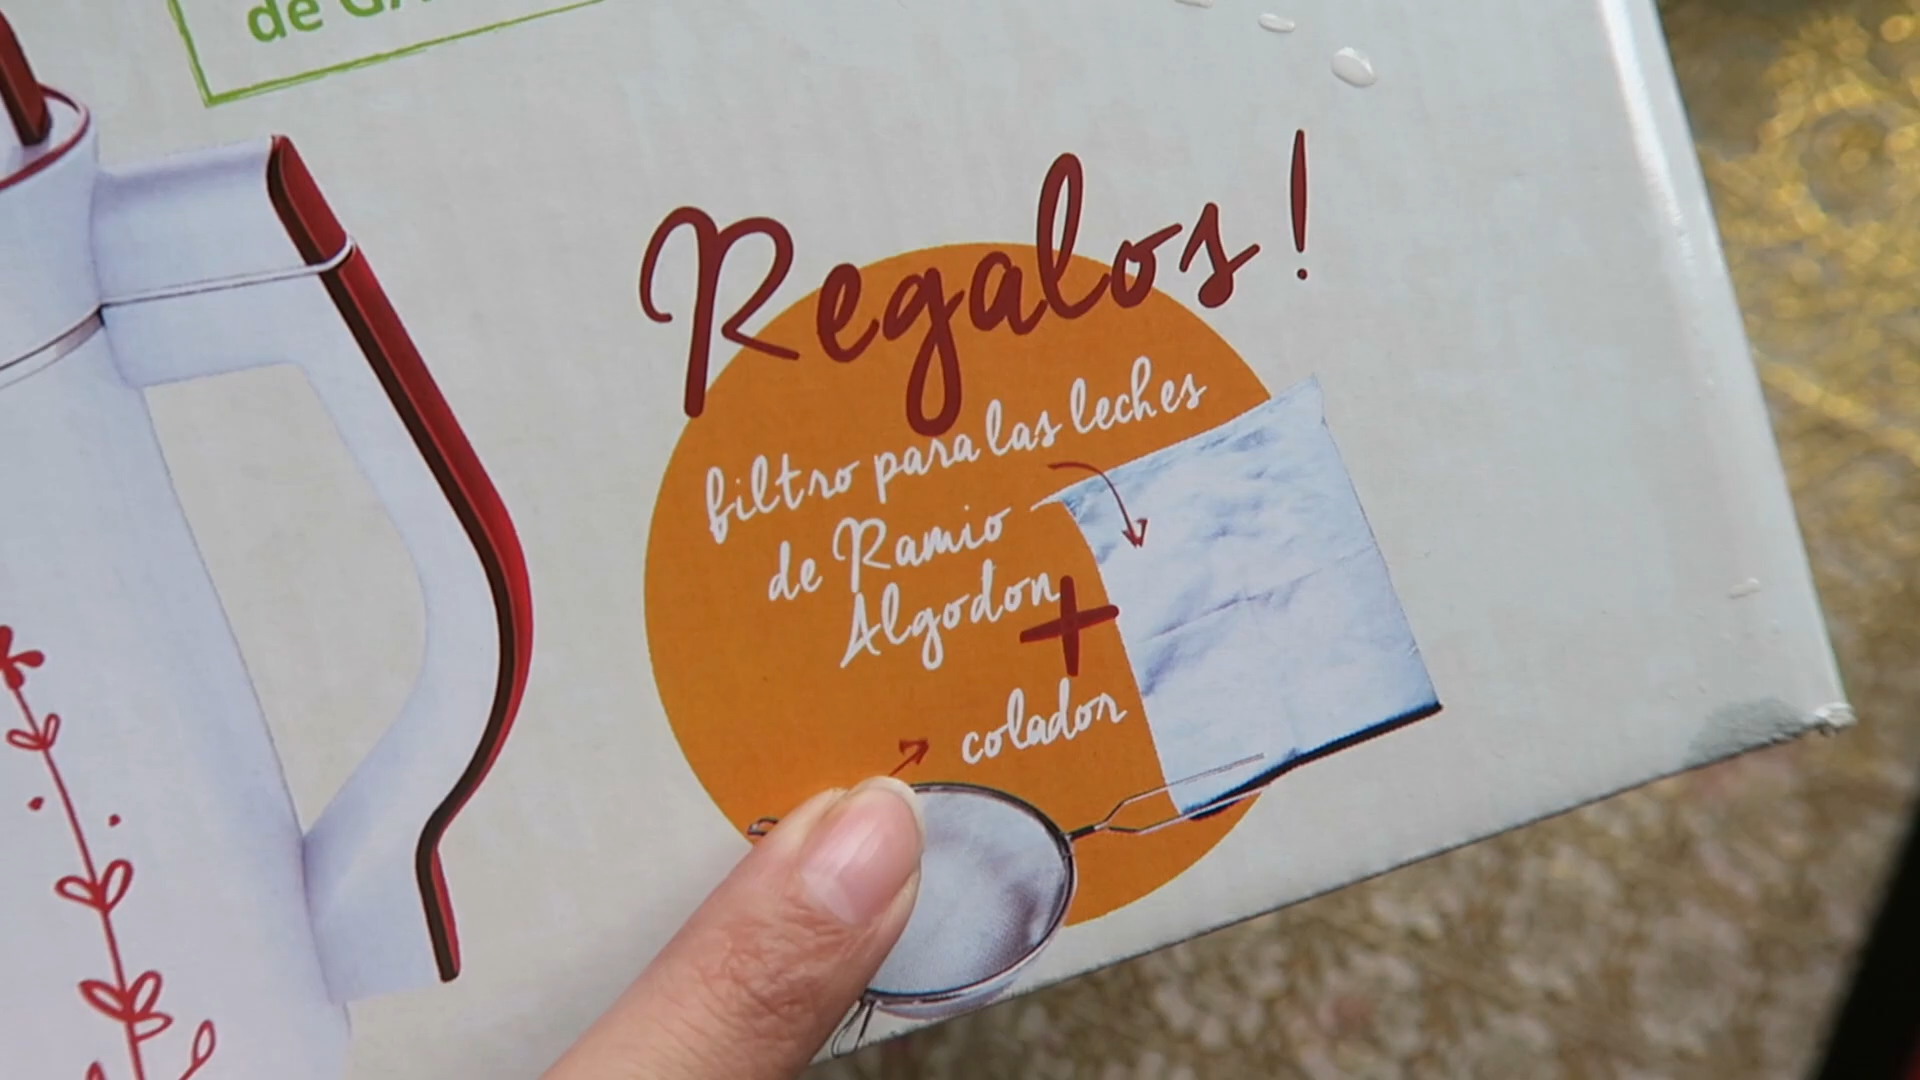 de
Regalos!
filtro para las leches
de Ramio -
Algodon
+
colador